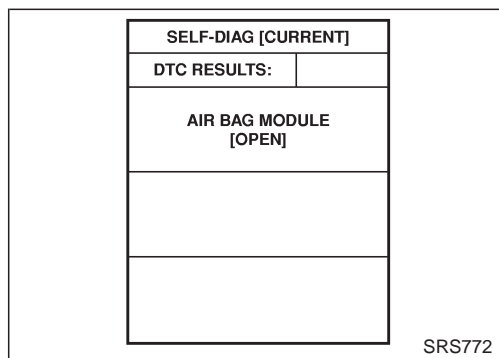 SELF-DIAG [CURRENT]
DTC RESULTS:
AIR BAG MODULE
[OPEN]
SRS772